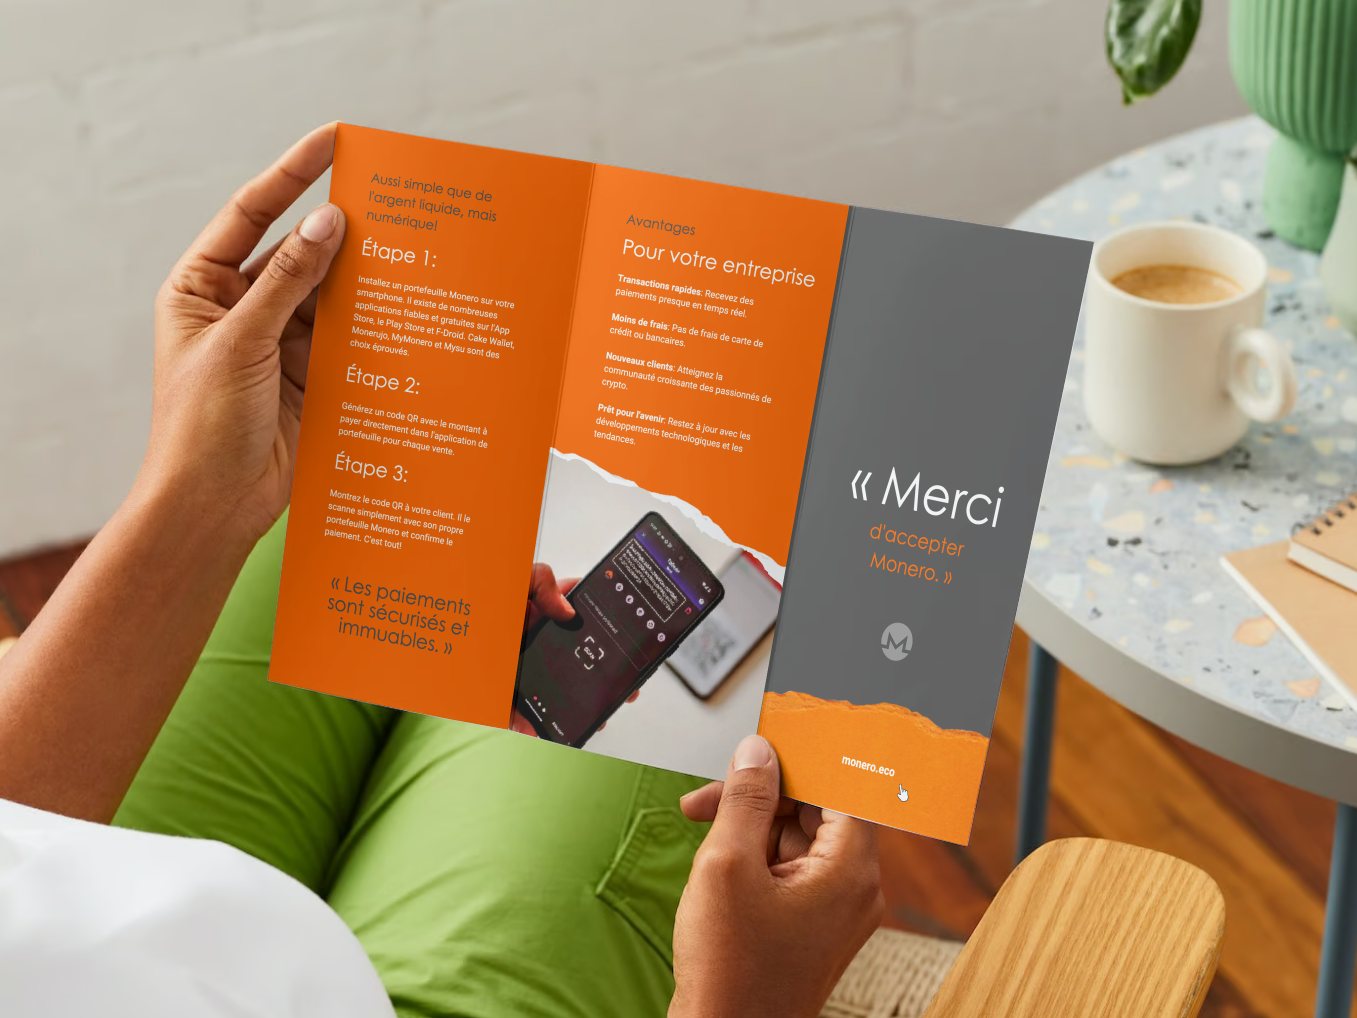 Aussi simple que de
l'argent liquide, mais
numérique!
Étape 1:
Installez un portefeuille Monero sur votre
smartphone. Il existe de nombreuses
applications fiables et gratuites sur l'App
Store, le Play Store et F-Droid. Cake Wallet,
Monerujo, MyMonero et Mysu sont des
choix éprouvés.
Étape 2:
Générez un code QR avec le montant à
payer directement dans l'application de
portefeuille pour chaque vente.
Étape 3:
Montrez le code QR à votre client. Il le
scanne simplement avec son propre
portefeuille Monero et confirme le
paiement. C'est tout!
« Les paiements
sont sécurisés et
immuables. »
Avantages
Pour votre entreprise
Transactions rapides: Recevez des
paiements presque en temps réel.
Moins de frais: Pas de frais de carte de
crédit ou bancaires.
Nouveaux clients: Atteignez la
communauté croissante des passionnés de
crypto.
Prêt pour l'avenir: Restez à jour avec les
développements technologiques et les
tendances.
« Merci
d'accepter
Monero. »
monero.eco